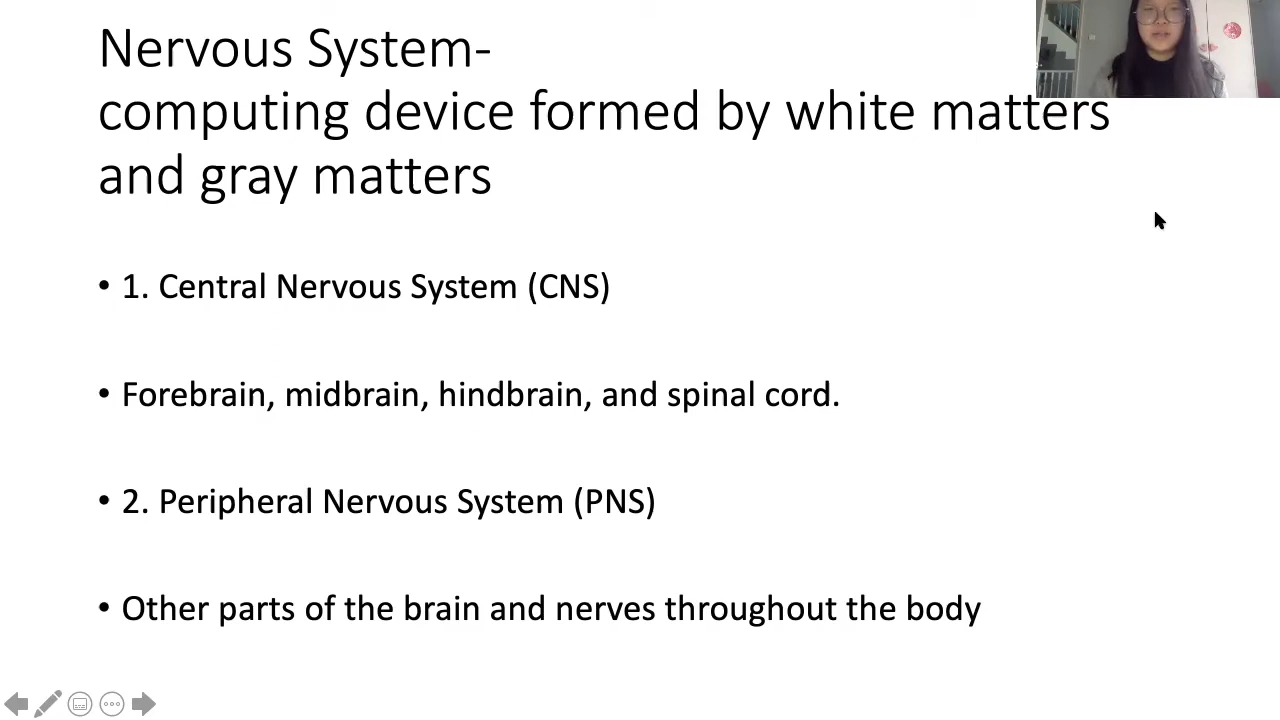 Nervous System-
computing device formed by white matters
and gray matters
• 1. Central Nervous System (CNS)
• Forebrain, midbrain, hindbrain, and spinal cord.
• 2. Peripheral Nervous System (PNS)
• Other parts of the brain and nerves throughout the body